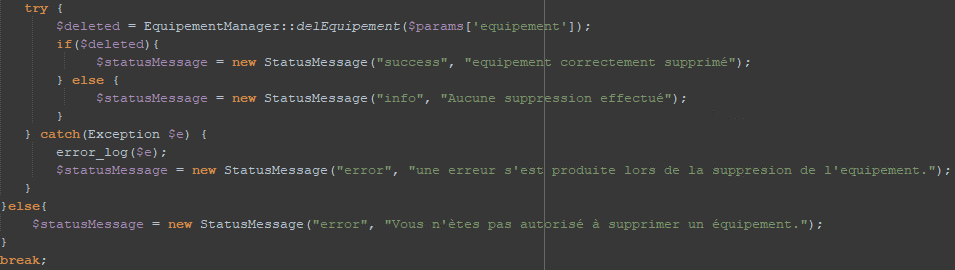 try {
$deleted = EquipementManager::delEquipement($params['equipement']);
if($deleted){
$statusMessage = new StatusMessage("success", "equipement correctement supprimé");
} else {
$statusMessage = new StatusMessage("info", "Aucune suppression effectué");
}
} catch(Exception $e) {
error_log($e);
$statusMessage = new StatusMessage("error", "une erreur s'est produite lors de la suppresion de l'equipement.");
}
}else{
$statusMessage = new StatusMessage("error", "Vous n'ètes pas autorisé à supprimer un équipement.");
}
break;